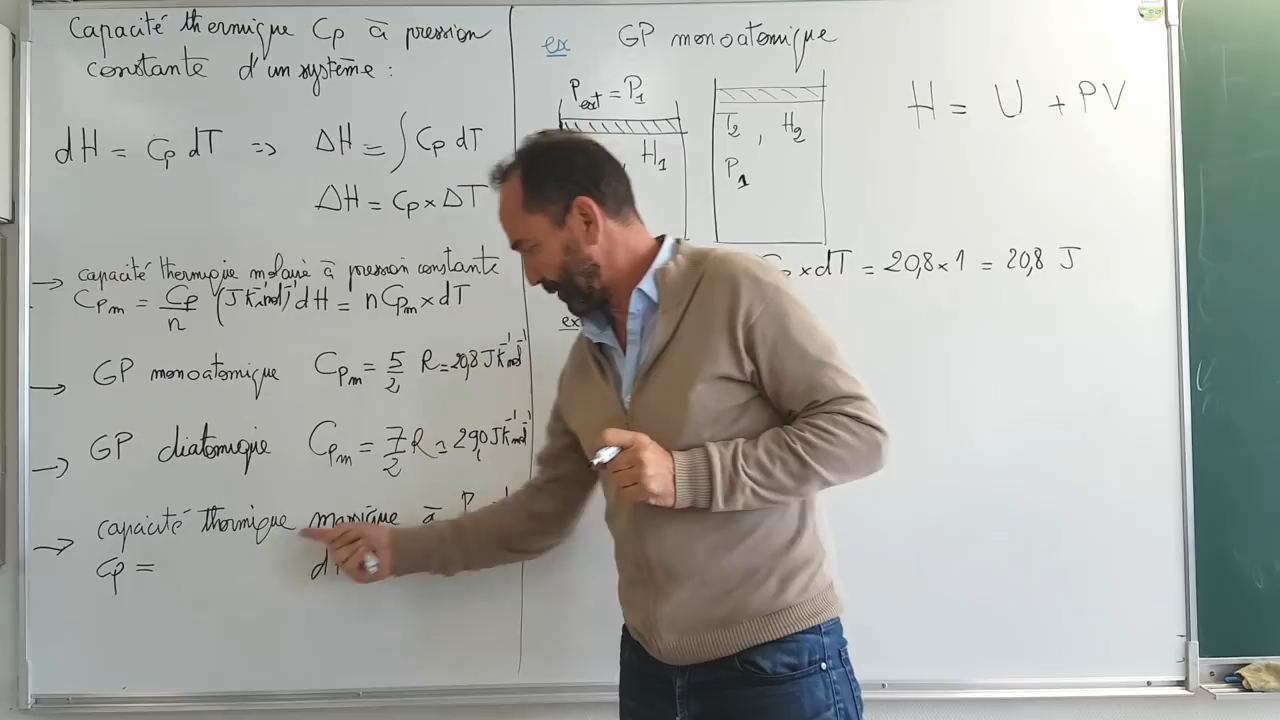 Capacité thermique Cp à pression
constante d'un système :
dH = Cp dT => ΔH = ∫ Cp dT
ΔH = Cp × ΔT
→ capacité thermique molaire à pression constante
CPm = Cp/n (J K⁻¹ mol⁻¹) dH = n CPm × dT
→ GP monoatomique CPm = 5/2 R = 20,8 J K⁻¹ mol⁻¹
→ GP diatomique CPm = 7/2 R = 29,0 J K⁻¹ mol⁻¹
→ capacité thermique massique à
Cp =
ex GP monoatomique
Pext = P1
, H1
T2 , H2
P1
H = U + PV
× dT = 20,8 × 1 = 20,8 J
ex